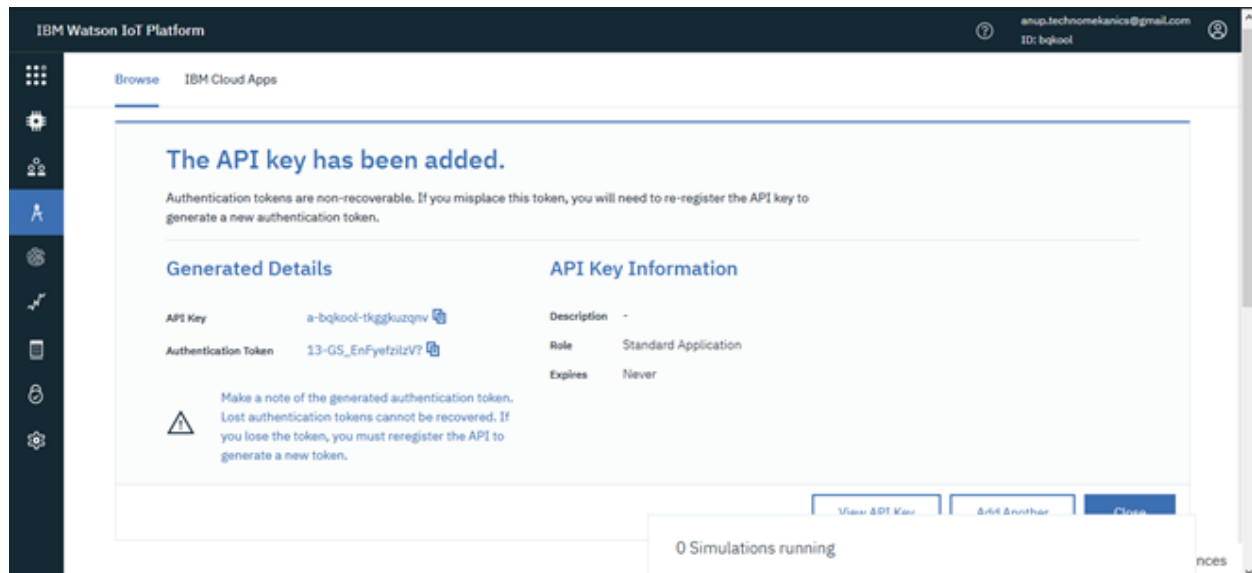 IBM Watson IoT Platform
anup.technomekanics@gmail.com
ID: bqkool
Browse IBM Cloud Apps
The API key has been added.
Authentication tokens are non-recoverable. If you misplace this token, you will need to re-register the API key to
generate a new authentication token.
Generated Details
API Key a-bqkool-tkggkuzqnv
Authentication Token 13-GS_EnFyefzilzV?
Make a note of the generated authentication token.
Lost authentication tokens cannot be recovered. If
you lose the token, you must reregister the API to
generate a new token.
API Key Information
Description -
Role Standard Application
Expires Never
View API Key Add Another Close
0 Simulations running
nces